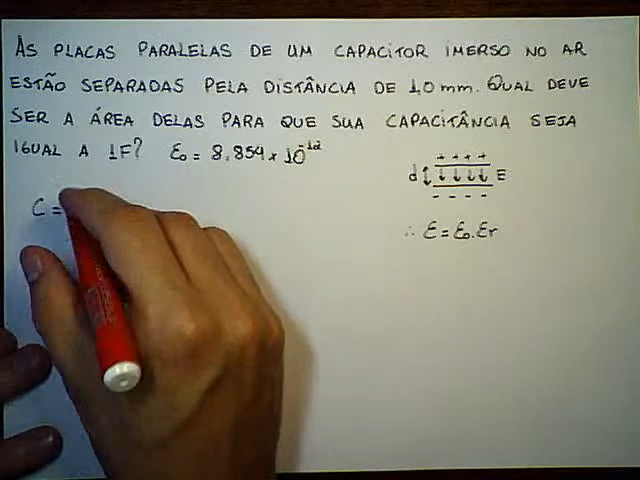 AS PLACAS PARALELAS DE UM CAPACITOR IMERSO NO AR
ESTÃO SEPARADAS PELA DISTÂNCIA DE 1,0 mm. QUAL DEVE
SER A ÁREA DELAS PARA QUE SUA CAPACITÂNCIA SEJA
IGUAL A 1F? ε₀ = 8,854 × 10⁻¹²
+ + + +
d E
- - - -
C =
∴ ε = ε₀.εr